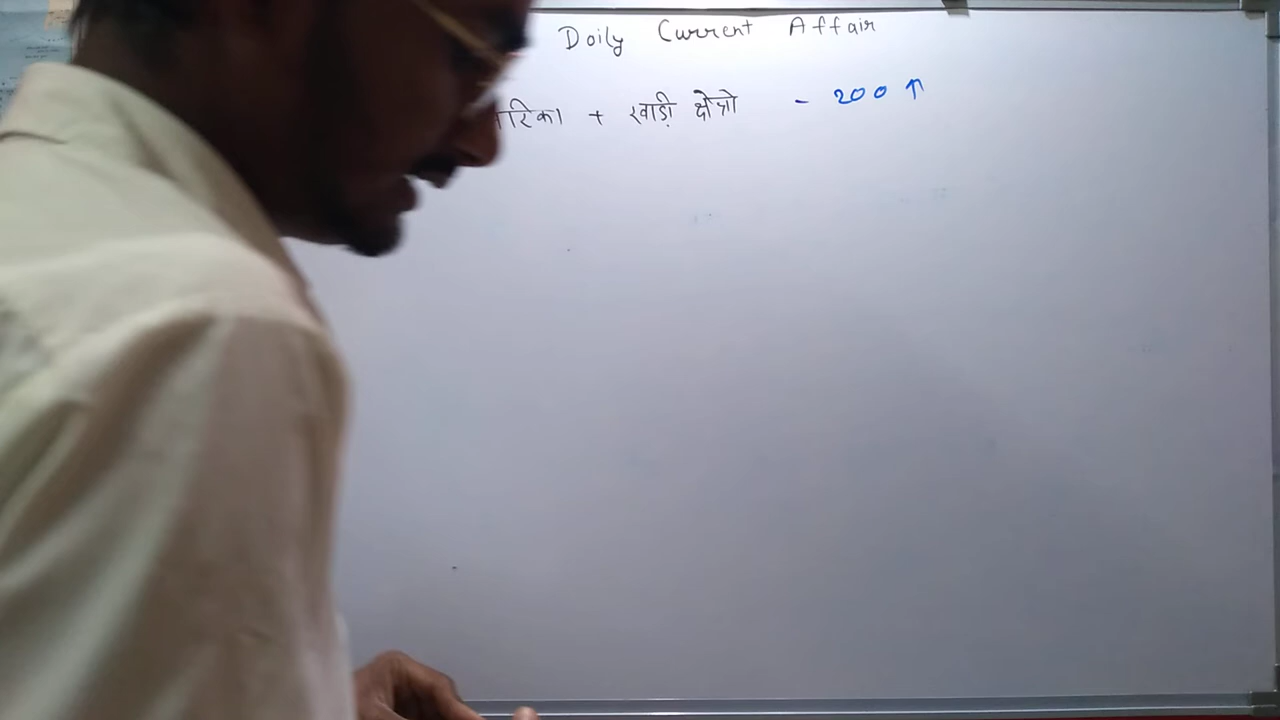 Daily Current Affair
+ खाड़ी क्षेत्रो - 200 ↑